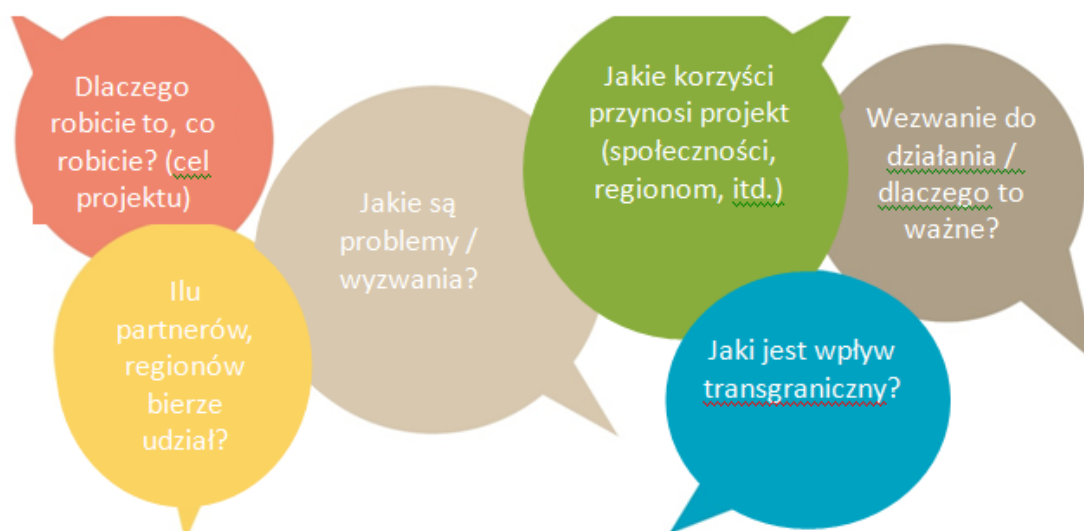 Dlaczego
robicie to, co
robicie? (cel
projektu)
Ilu
partnerów,
regionów
bierze
udział?
Jakie są
problemy /
wyzwania?
Jakie korzyści
przynosi projekt
(społeczności,
regionom, itd.)
Jaki jest wpływ
transgraniczny?
Wezwanie do
działania /
dlaczego to
ważne?